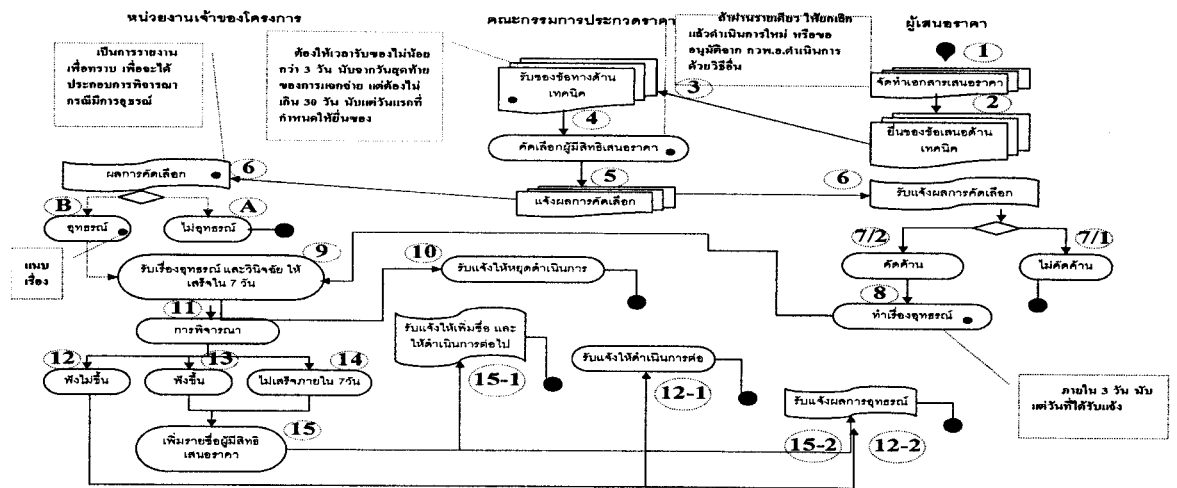 หน่วยงานเจ้าของโครงการ
คณะกรรมการประกวดราคา
ผู้เสนอราคา
เป็นการรายงาน
เพื่อทราบ เพื่อจะได้
ประกอบการพิจารณา
กรณีมีการอุธรณ์
ต้องให้เวลารับซองไม่น้อย
กว่า 3 วัน นับจากวันสุดท้าย
ของการแจกจ่าย แต่ต้องไม่
เกิน 30 วัน นับแต่วันแรกที่
กำหนดให้ยื่นซอง
ถ้าผ่านรายเดียว ให้ยกเลิก
แล้วดำเนินการใหม่ หรือขอ
อนุมัติจาก กวพ.อ.ดำเนินการ
ด้วยวิธีอื่น
1
จัดทำเอกสารเสนอราคา
2
ยื่นซองข้อเสนอด้าน
เทคนิค
3
รับซองข้อทางด้าน
เทคนิค
4
คัดเลือกผู้มีสิทธิเสนอราคา
5
แจ้งผลการคัดเลือก
6
ผลการคัดเลือก
6
รับแจ้งผลการคัดเลือก
B
อุทธรณ์
A
ไม่อุทธรณ์
แนบ
เรื่อง
7/2
คัดค้าน
7/1
ไม่คัดค้าน
8
ทำเรื่องอุทธรณ์
ภายใน 3 วัน นับ
แต่วันที่ได้รับแจ้ง
9
รับเรื่องอุทธรณ์ และวินิจฉัย ให้
เสร็จใน 7 วัน
10
รับแจ้งให้หยุดดำเนินการ
11
การพิจารณา
12
ฟังไม่ขึ้น
13
ฟังขึ้น
14
ไม่เสร็จภายใน 7วัน
15
เพิ่มรายชื่อผู้มีสิทธิ
เสนอราคา
รับแจ้งให้เพิ่มชื่อ และ
ให้ดำเนินการต่อไป
15-1
รับแจ้งให้ดำเนินการต่อ
12-1
รับแจ้งผลการอุทธรณ์
15-2
12-2